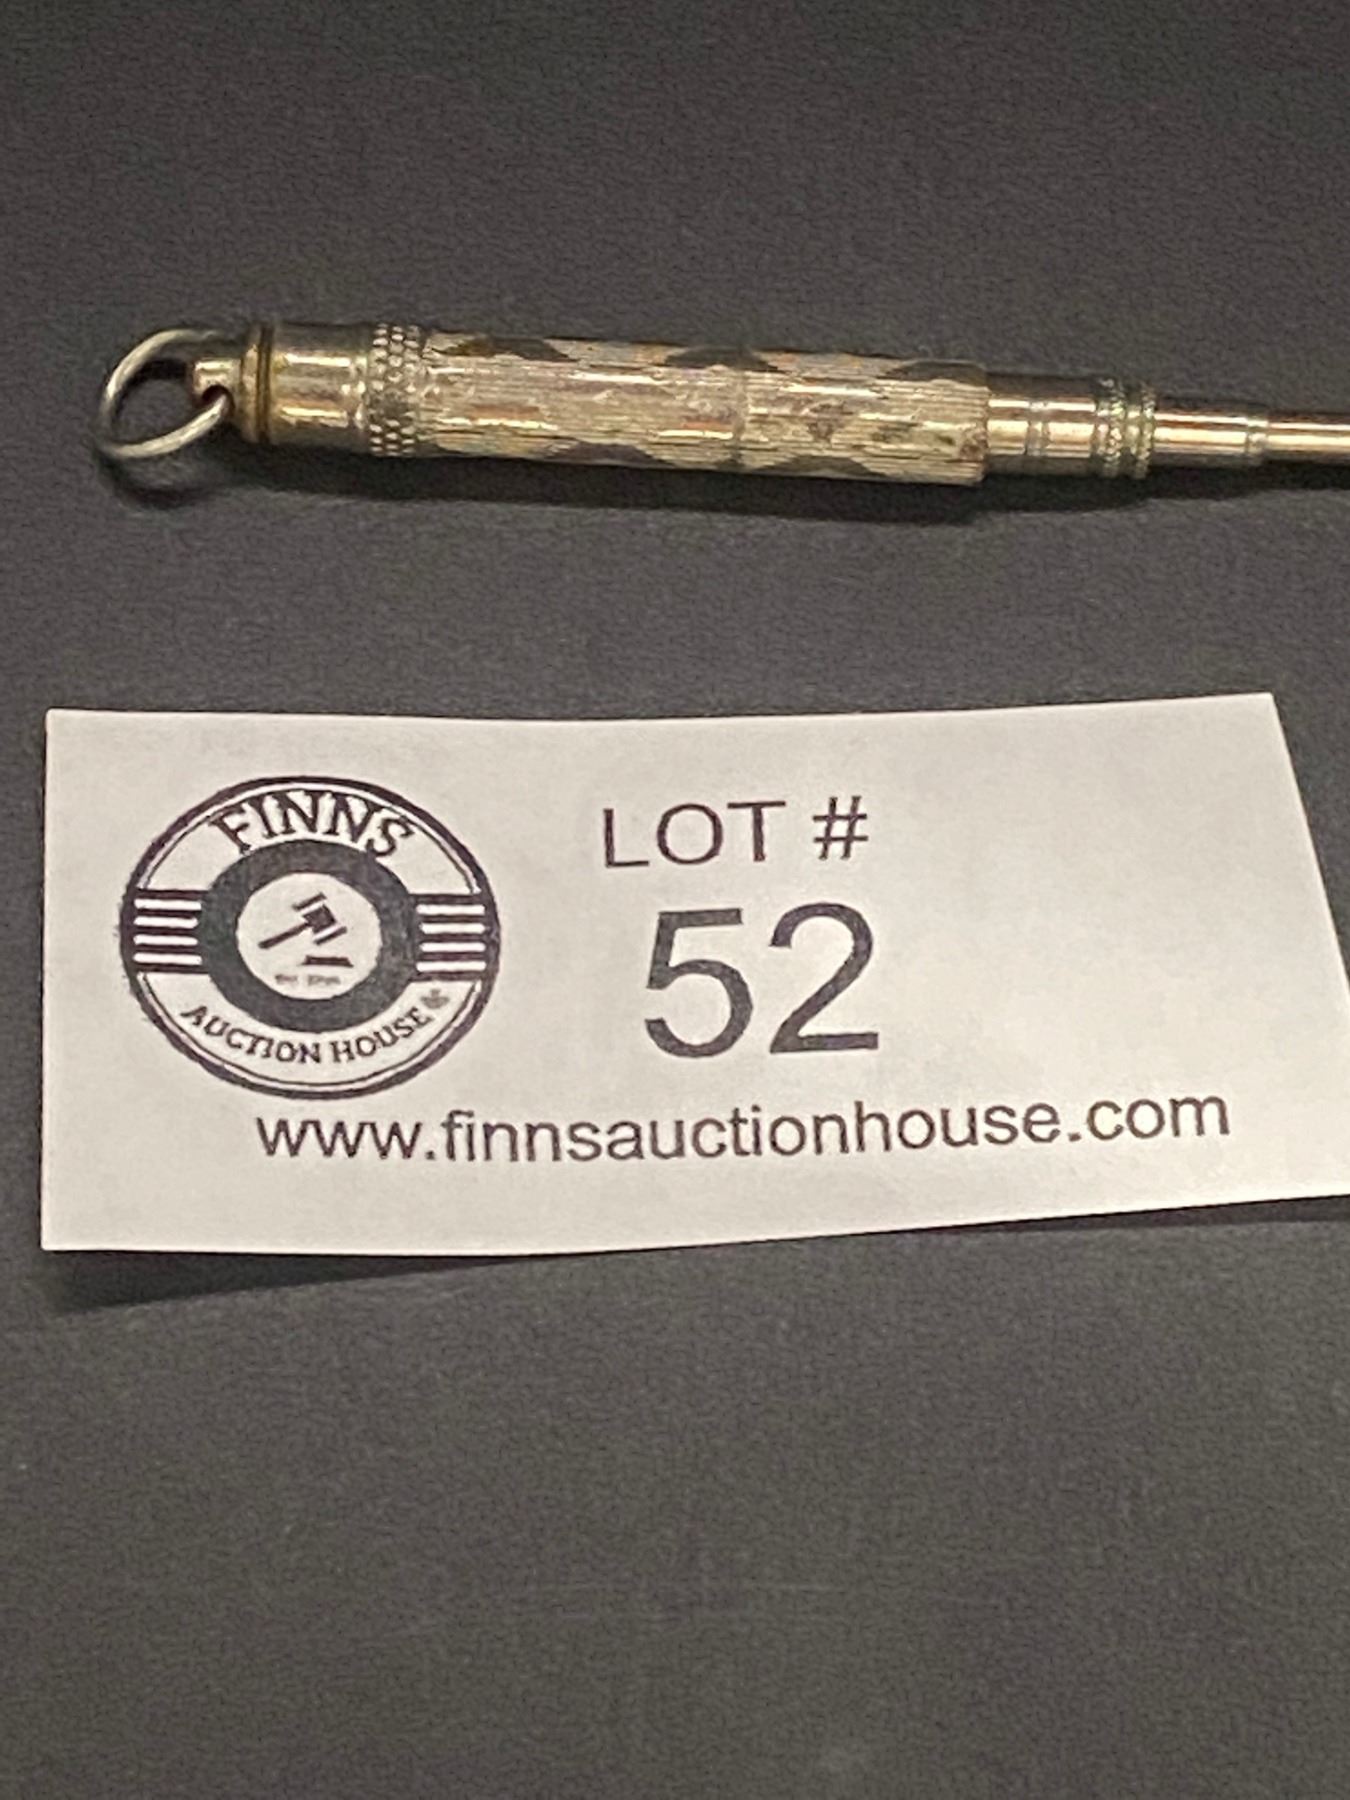 FINNS
AUCTION HOUSE
LOT #
52
www.finnsauctionhouse.com